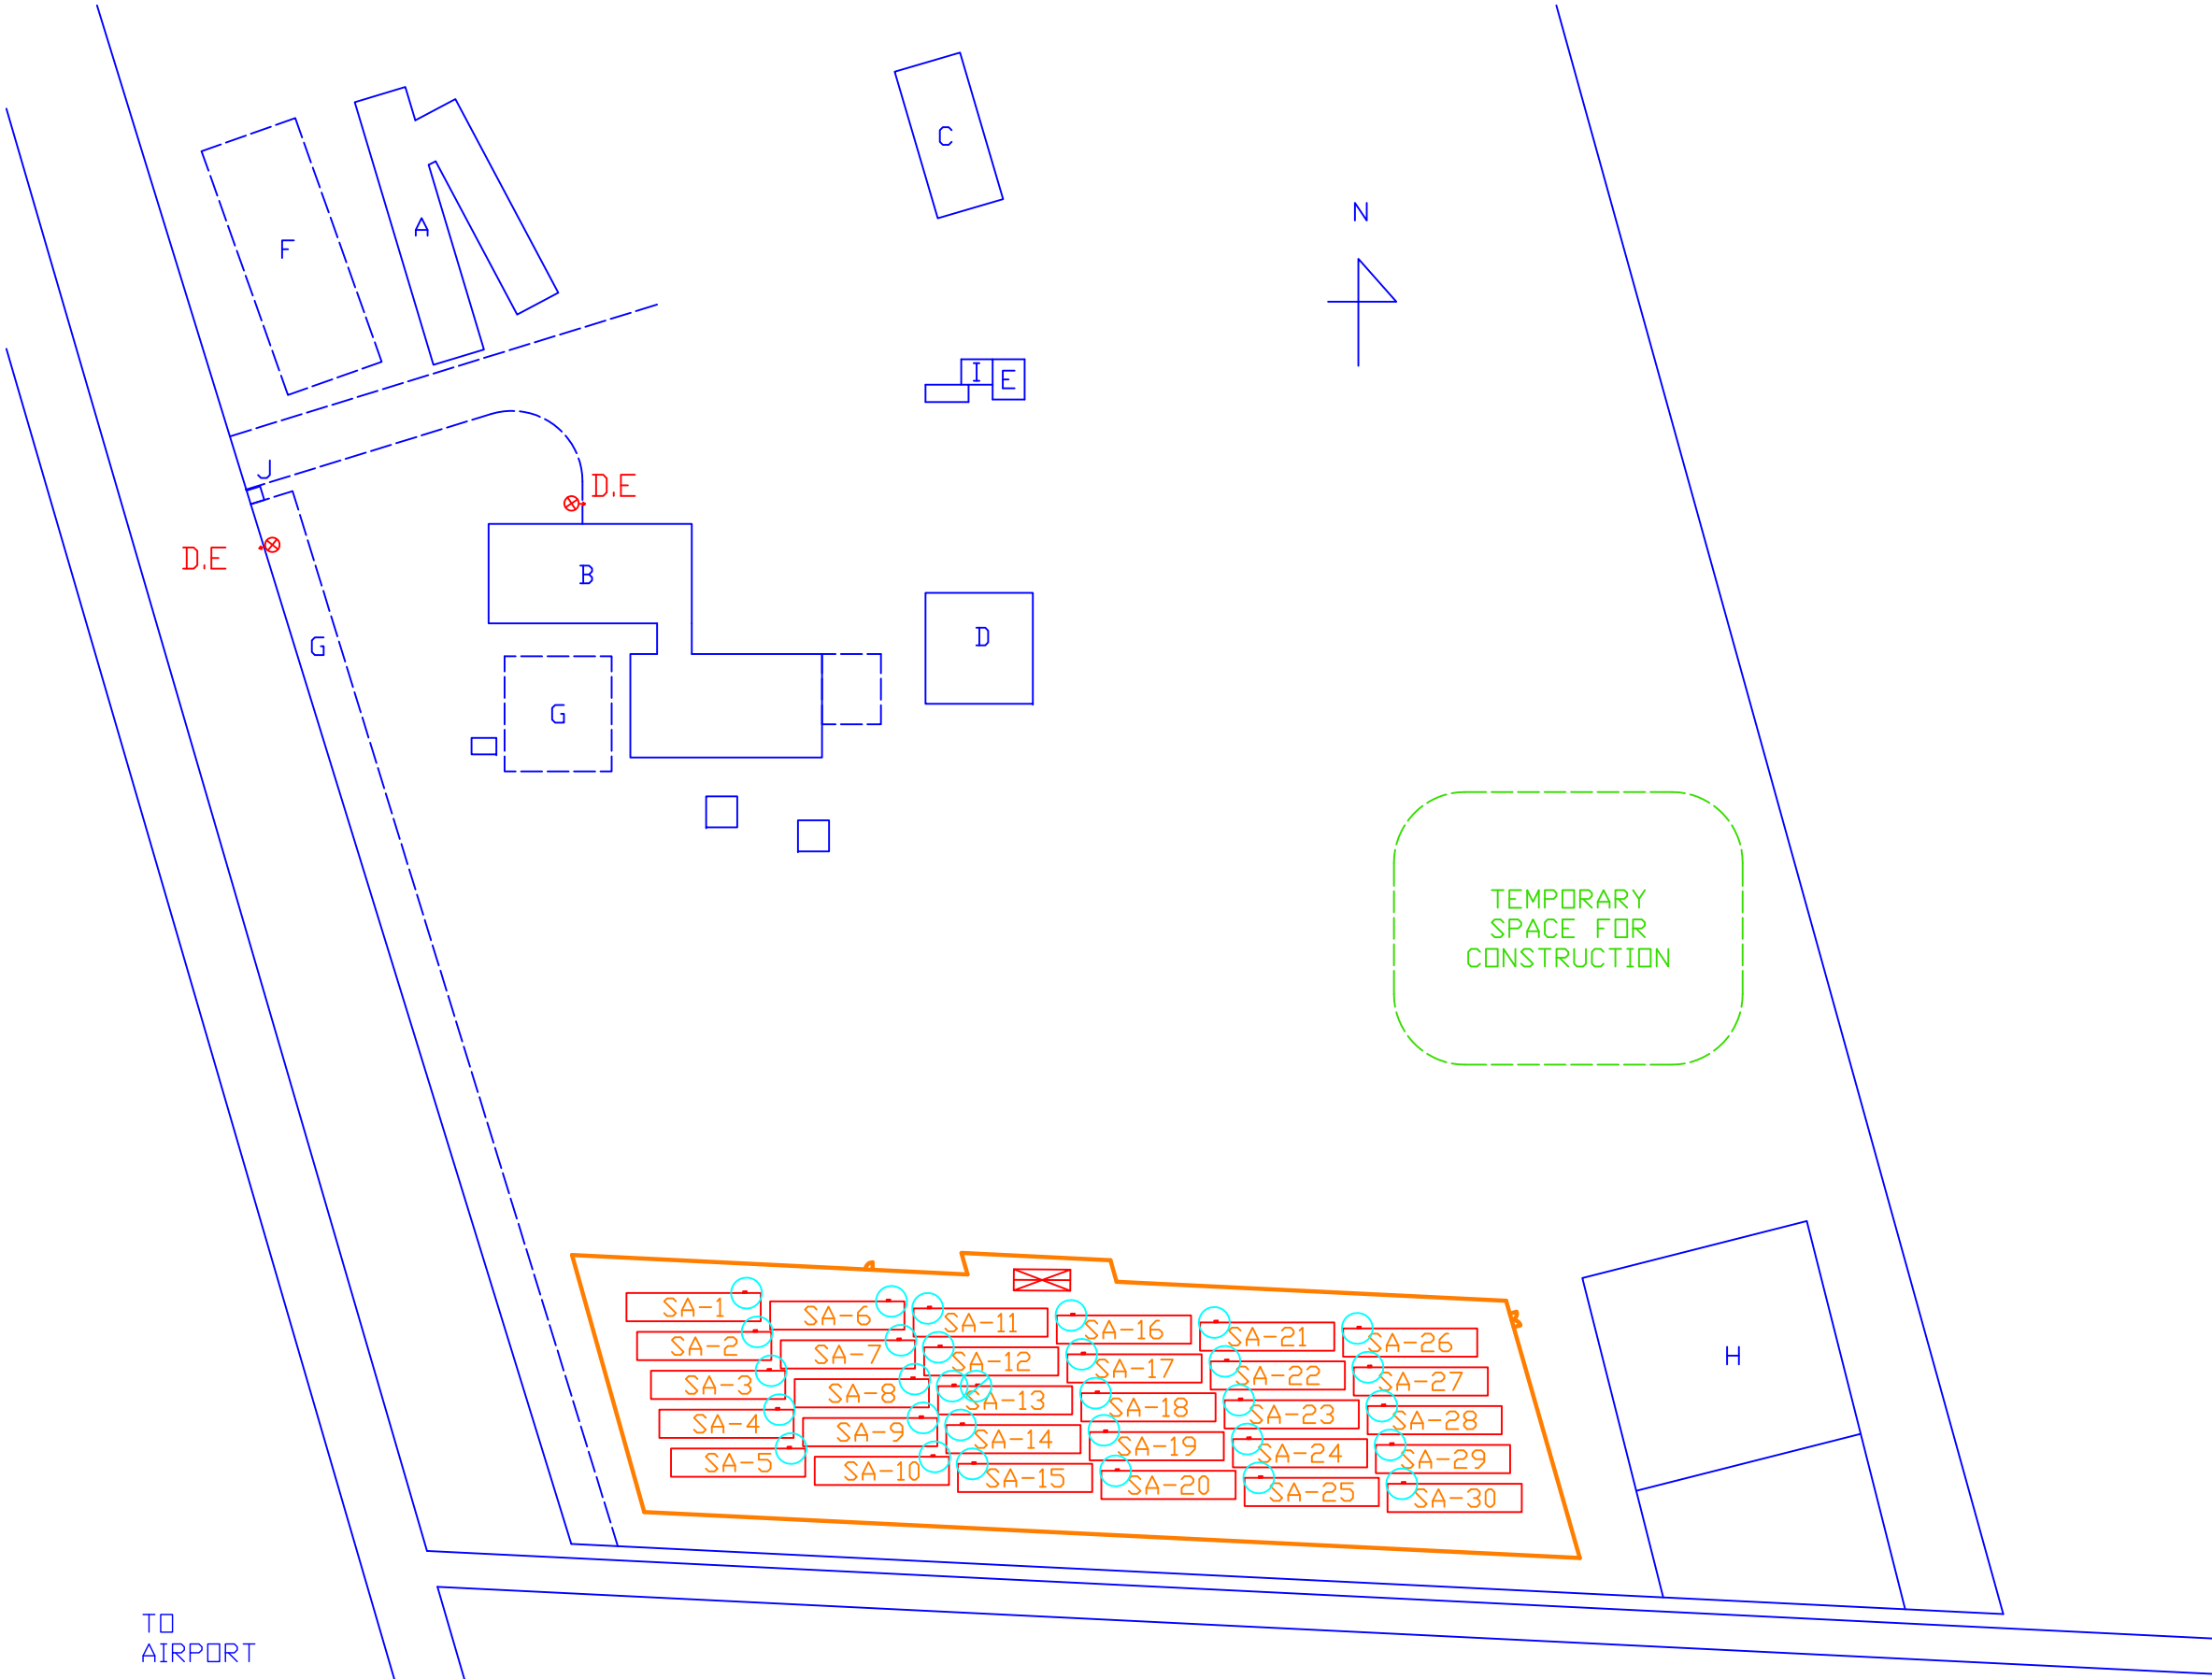 C
N
A
F
I
E
J
D.E
D.E
B
D
G
G
TEMPORARY
SPACE FOR
CONSTRUCTION
SA-1
SA-6
SA-11
SA-16
SA-21
SA-26
SA-2
SA-7
SA-12
SA-17
SA-22
SA-27
SA-3
SA-8
SA-13
SA-18
SA-23
SA-28
SA-4
SA-9
SA-14
SA-19
SA-24
SA-29
SA-5
SA-10
SA-15
SA-20
SA-25
SA-30
H
TO
AIRPORT